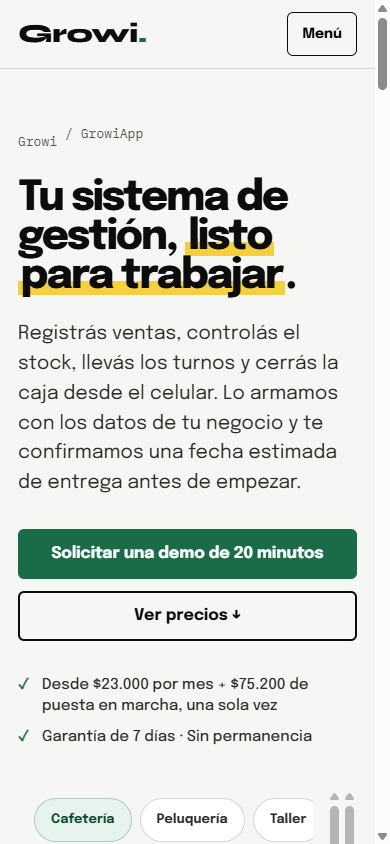 Growi.
Menú
Growi / GrowiApp
Tu sistema de
gestión, listo
para trabajar.
Registrás ventas, controlás el
stock, llevás los turnos y cerrás la
caja desde el celular. Lo armamos
con los datos de tu negocio y te
confirmamos una fecha estimada
de entrega antes de empezar.
Solicitar una demo de 20 minutos
Ver precios ↓
✓ Desde $23.000 por mes + $75.200 de
puesta en marcha, una sola vez
✓ Garantía de 7 días · Sin permanencia
Cafetería Peluquería Taller